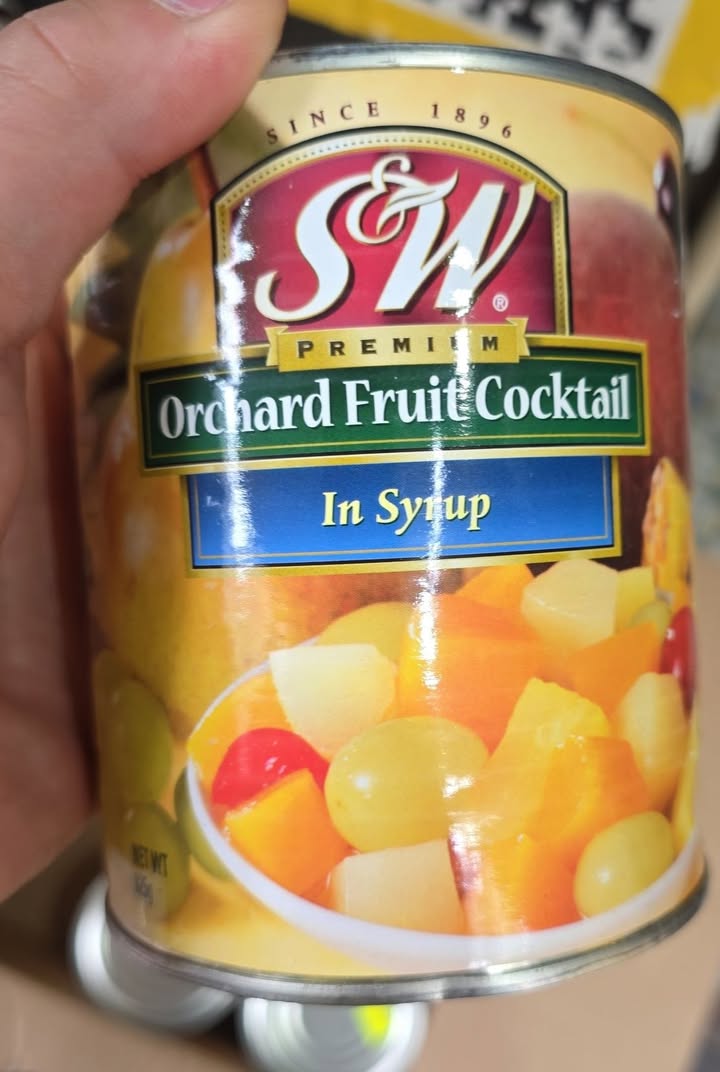 SINCE 1896
S&W®
PREMIUM
Orchard Fruit Cocktail
In Syrup
NET WT